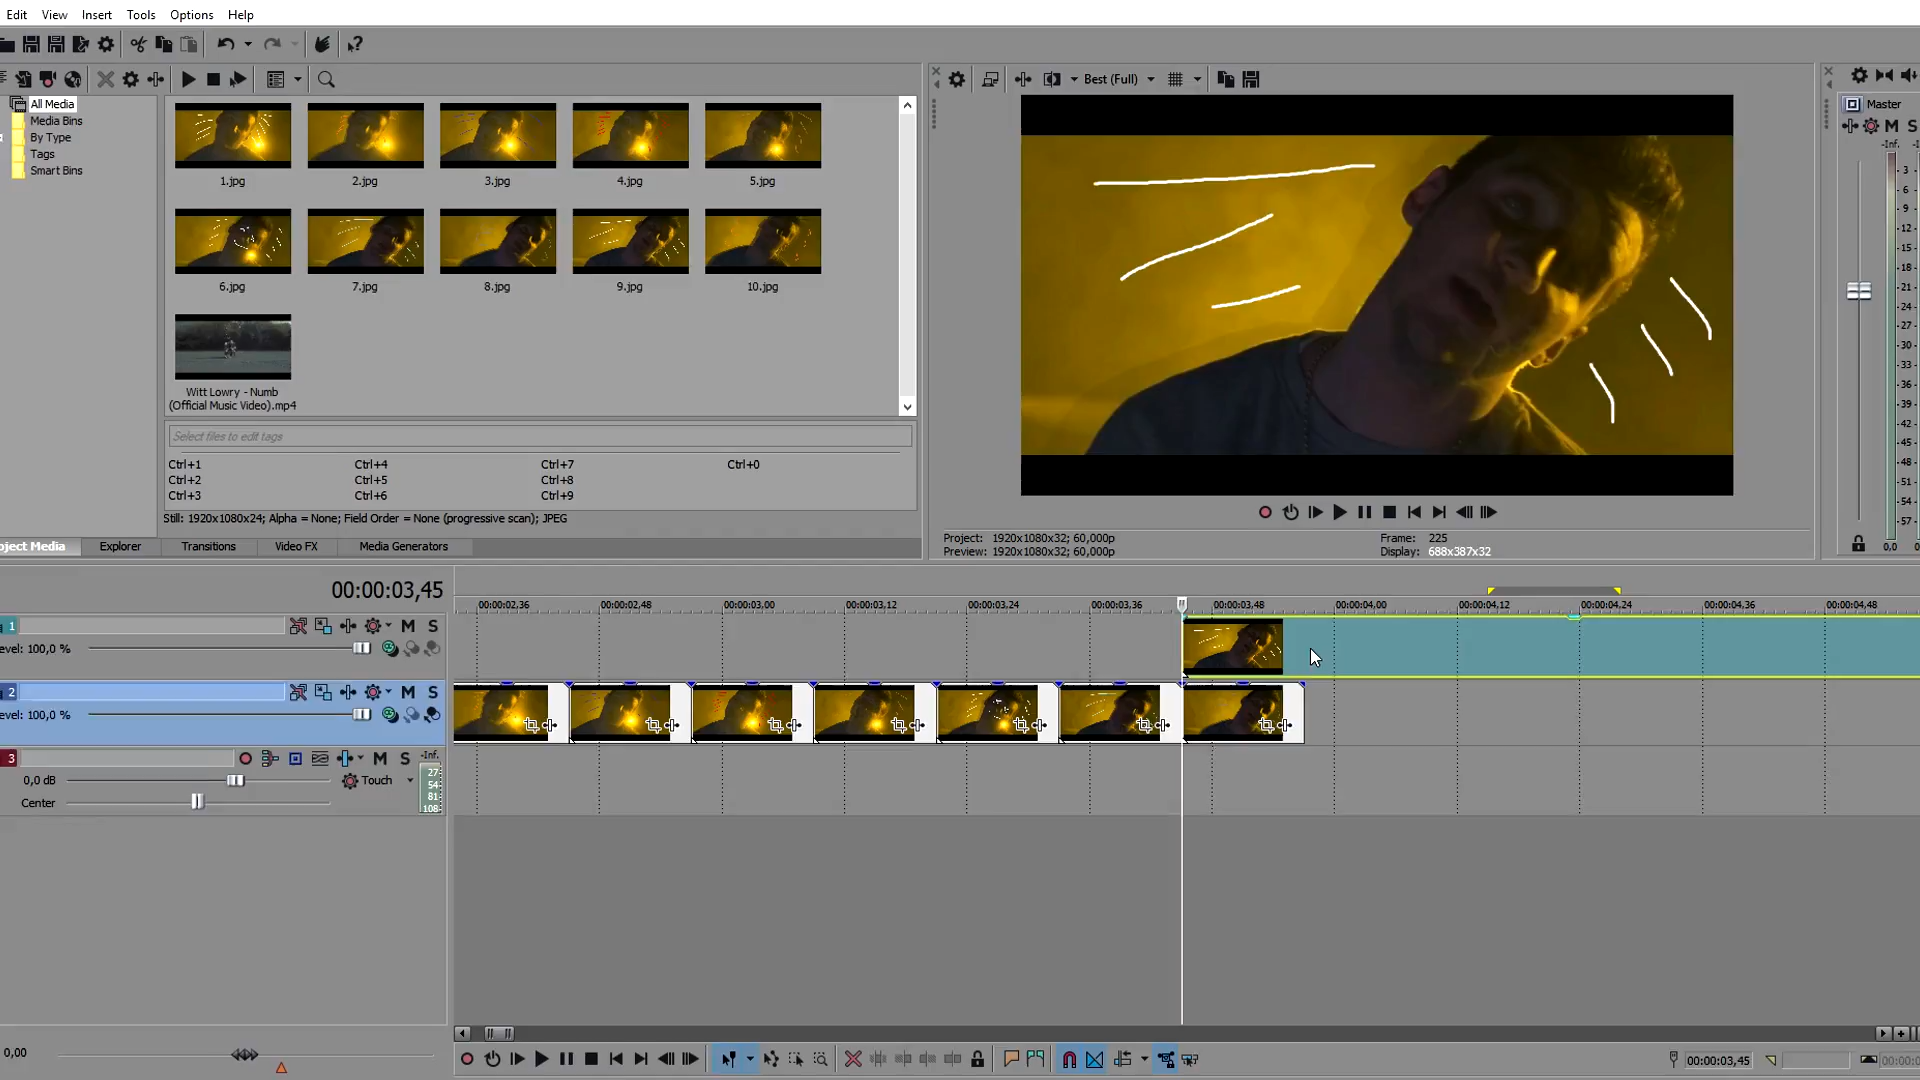 Edit View Insert Tools Options Help
Best (Full)
All Media
Media Bins
By Type
Tags
Smart Bins
1.jpg 2.jpg 3.jpg 4.jpg 5.jpg
6.jpg 7.jpg 8.jpg 9.jpg 10.jpg
Witt Lowry - Numb
(Official Music Video).mp4
Select files to edit tags
Ctrl+1 Ctrl+4 Ctrl+7 Ctrl+0
Ctrl+2 Ctrl+5 Ctrl+8
Ctrl+3 Ctrl+6 Ctrl+9
Still: 1920x1080x24; Alpha = None; Field Order = None (progressive scan); JPEG
oject Media Explorer Transitions Video FX Media Generators
Project: 1920x1080x32; 60,000p Frame: 225
Preview: 1920x1080x32; 60,000p Display: 688x387x32
Master
M S
-Inf.
3
6
9
12
15
18
21
24
27
30
33
36
39
42
45
48
51
54
57
0,0
00:00:03,45
00:00:02,36 00:00:02,48 00:00:03,00 00:00:03,12 00:00:03,24 00:00:03,36 00:00:03,48 00:00:04,00 00:00:04,12 00:00:04,24 00:00:04,36 00:00:04,48
1 M S
evel: 100,0 %
2 M S
evel: 100,0 %
3 M S -Inf.
0,0 dB Touch
Center
27
54
81
108
0,00
00:00:03,45